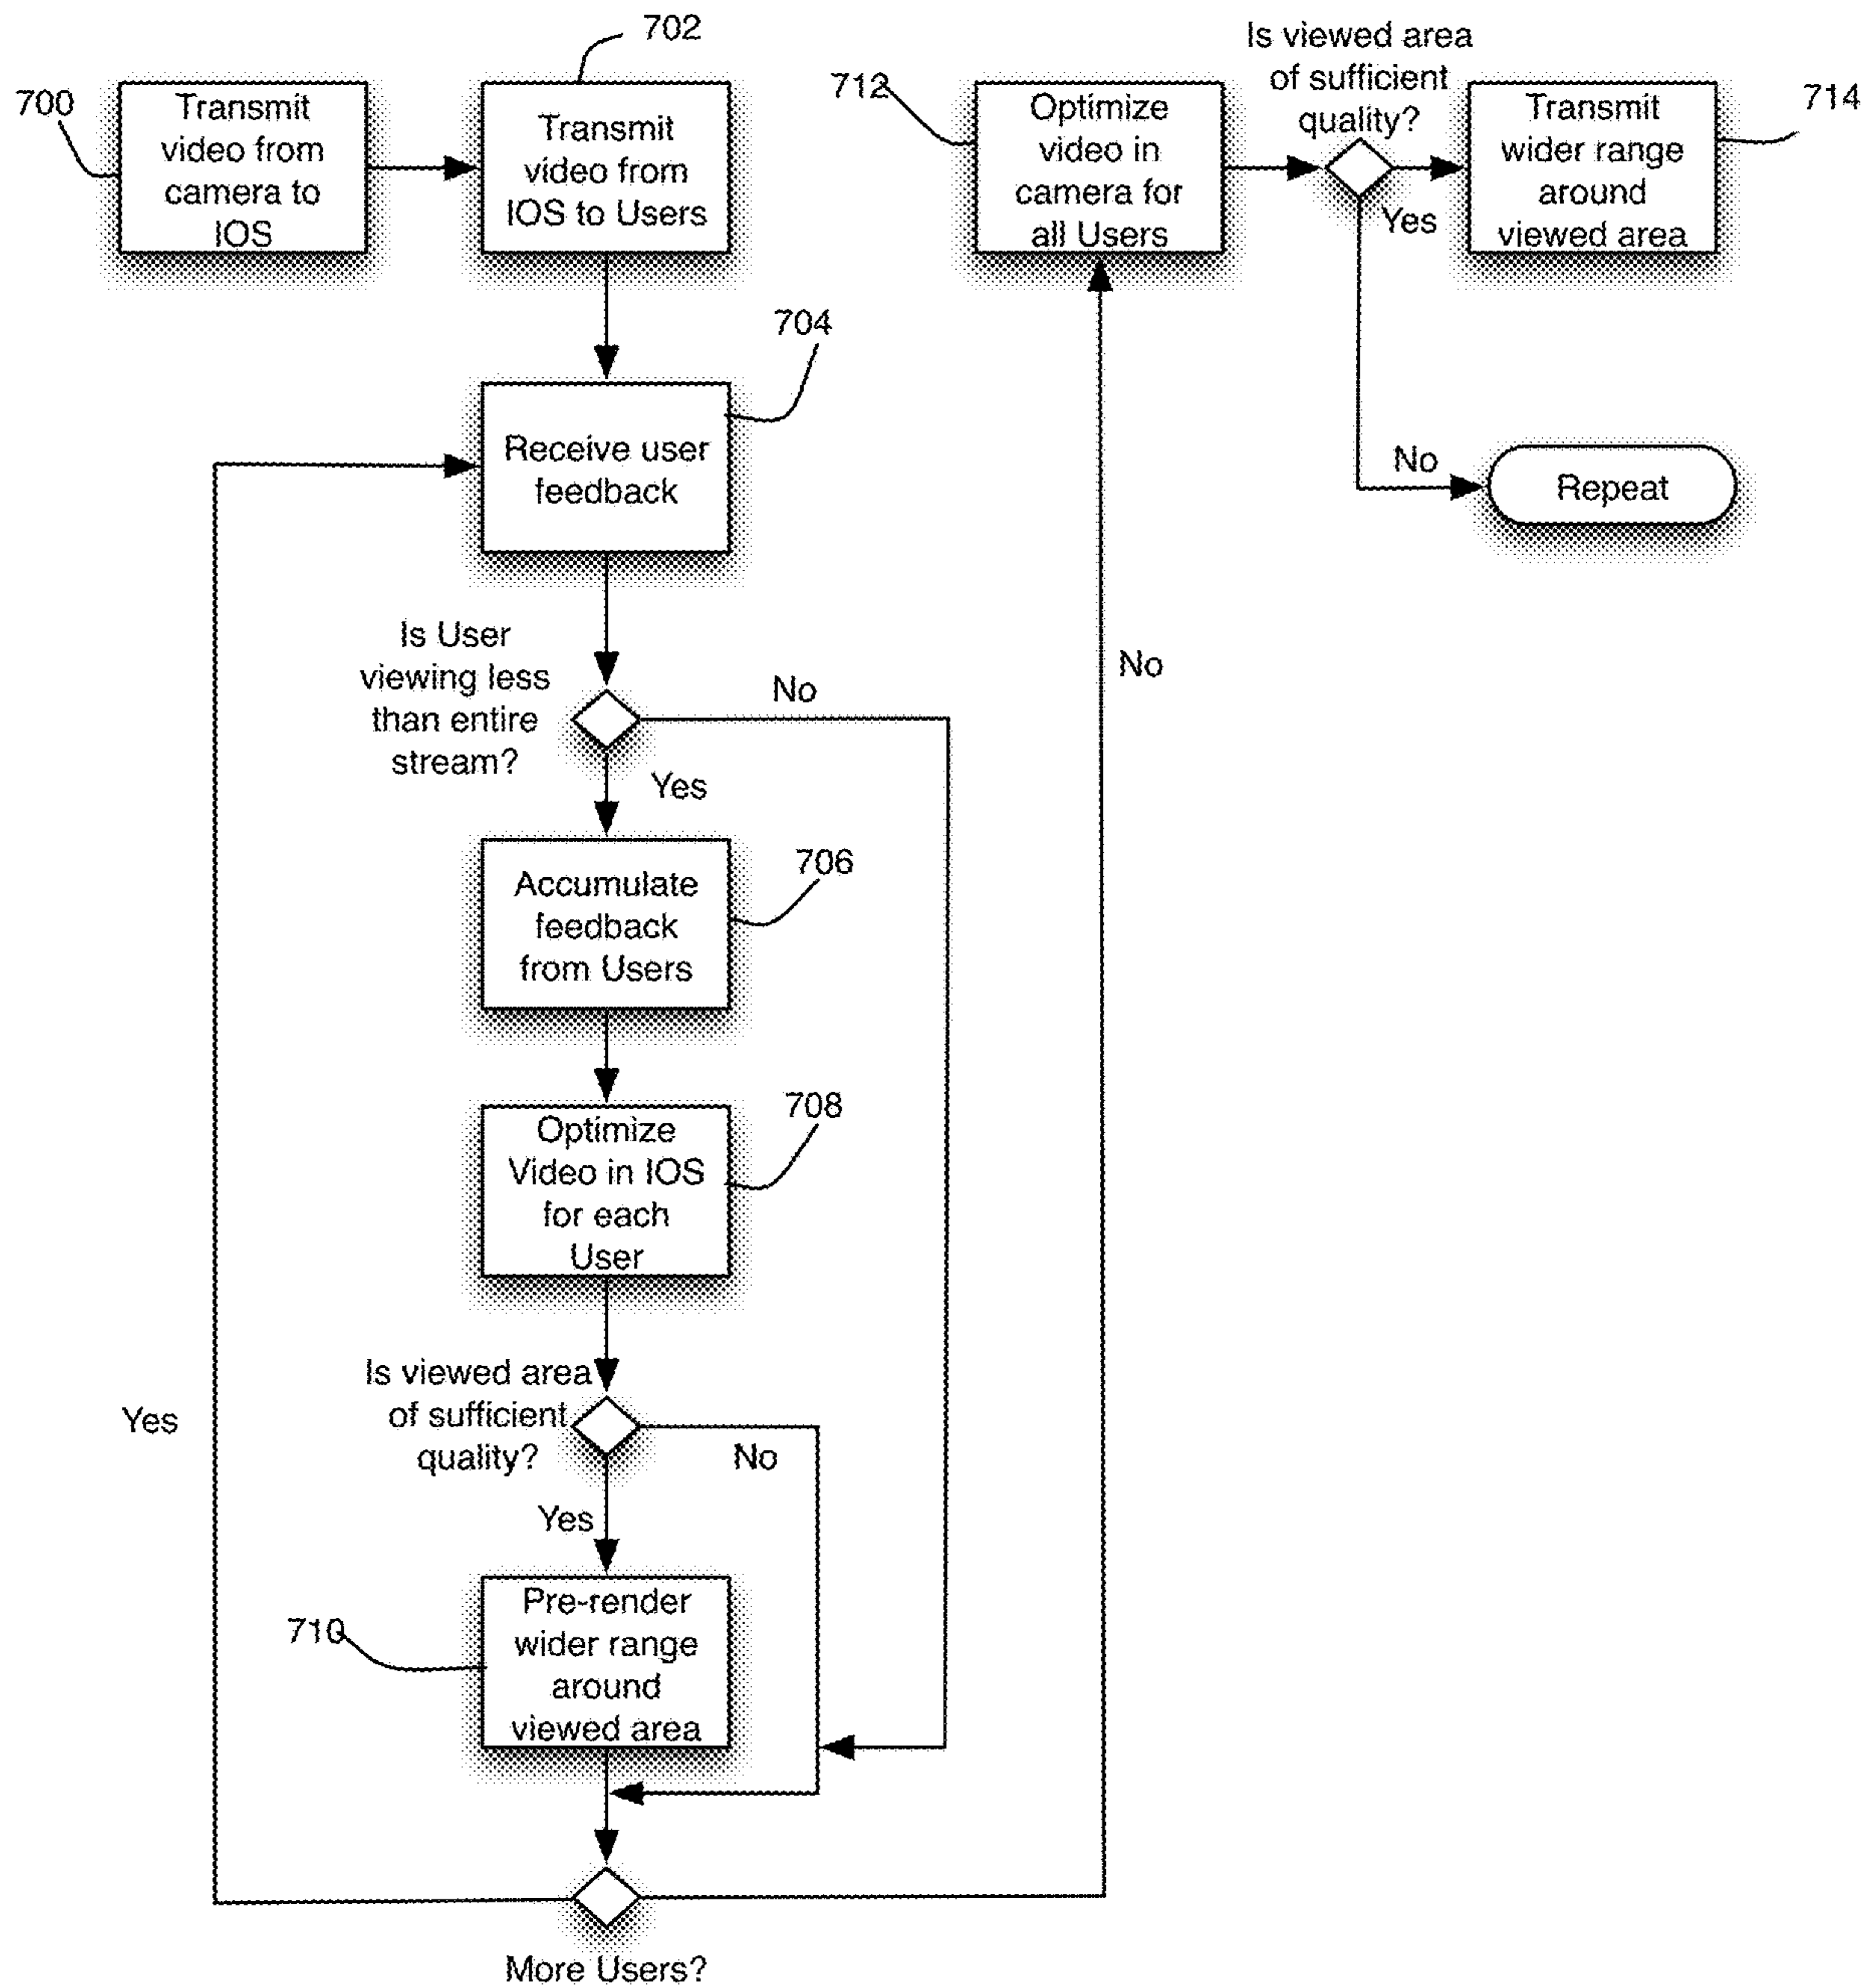 702
700
Transmit
video from
camera to
IOS
Transmit
video from
IOS to Users
704
Receive user
feedback
Is User
viewing less
than entire
stream?
No
Yes
706
Accumulate
feedback
from Users
708
Optimize
Video in IOS
for each
User
Is viewed area
of sufficient
quality?
No
Yes
Yes
710
Pre-render
wider range
around
viewed area
More Users?
No
712
Optimize
video in
camera for
all Users
Is viewed area
of sufficient
quality?
Yes
714
Transmit
wider range
around
viewed area
No
Repeat